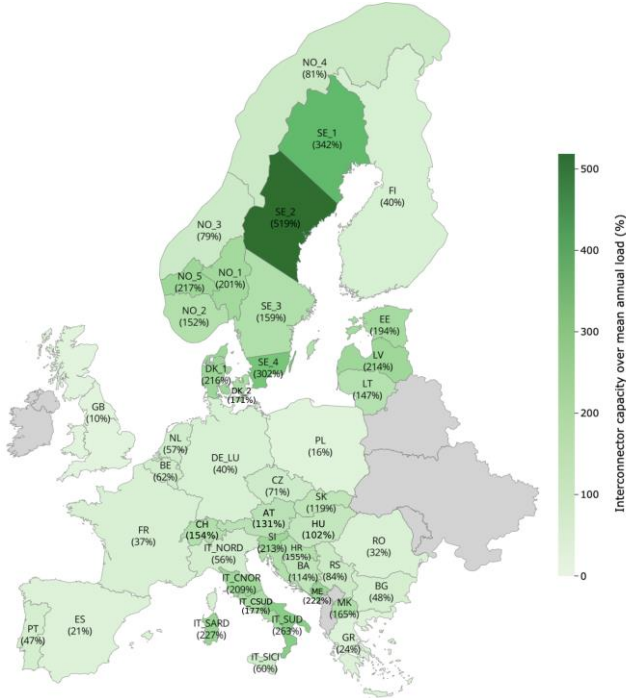 NO_4
(81%)
SE_1
(342%)
FI
(40%)
SE_2
(519%)
NO_3
(79%)
NO_5
(217%)
NO_1
(201%)
NO_2
(152%)
SE_3
(159%)
EE
(194%)
LV
(214%)
LT
(147%)
DK_1
(216%)
SE_4
(302%)
DK_2
(171%)
GB
(10%)
NL
(57%)
BE
(62%)
DE_LU
(40%)
PL
(16%)
CZ
(71%)
SK
(119%)
AT
(131%)
HU
(102%)
FR
(37%)
CH
(154%)
SI
(213%)
HR
(155%)
RO
(32%)
IT_NORD
(56%)
BA
(114%)
RS
(84%)
BG
(48%)
IT_CNOR
(209%)
ME
(222%)
MK
(165%)
IT_CSUD
(177%)
IT_SARD
(227%)
IT_SUD
(263%)
GR
(24%)
IT_SICI
(60%)
PT
(47%)
ES
(21%)
500
400
300
200
100
0
Interconnector capacity over mean annual load (%)